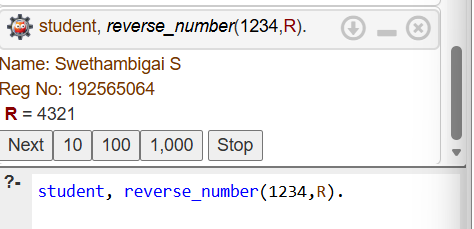 student, reverse_number(1234,R).
Name: Swethambigai S
Reg No: 192565064
R = 4321
Next 10 100 1,000 Stop
?- student, reverse_number(1234,R).